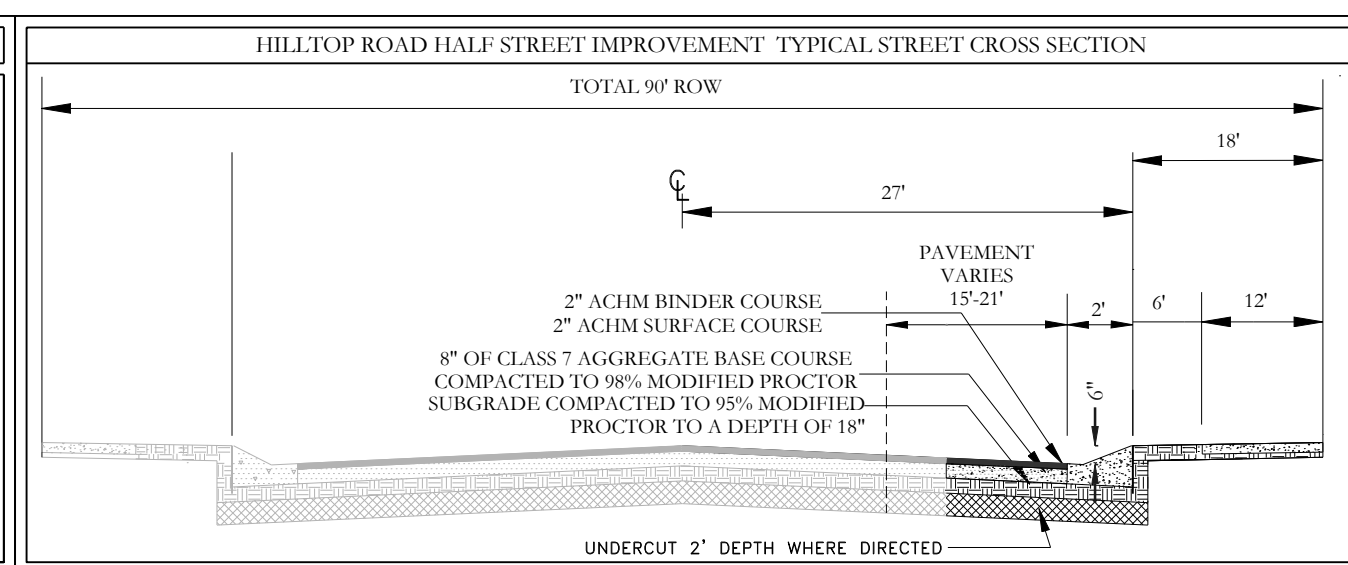 HILLTOP ROAD HALF STREET IMPROVEMENT TYPICAL STREET CROSS SECTION
TOTAL 90' ROW
18'
℄
27'
PAVEMENT
VARIES
15'-21'
2'
6'
12'
2" ACHM BINDER COURSE
2" ACHM SURFACE COURSE
8" OF CLASS 7 AGGREGATE BASE COURSE
COMPACTED TO 98% MODIFIED PROCTOR
SUBGRADE COMPACTED TO 95% MODIFIED
PROCTOR TO A DEPTH OF 18"
6"
UNDERCUT 2' DEPTH WHERE DIRECTED